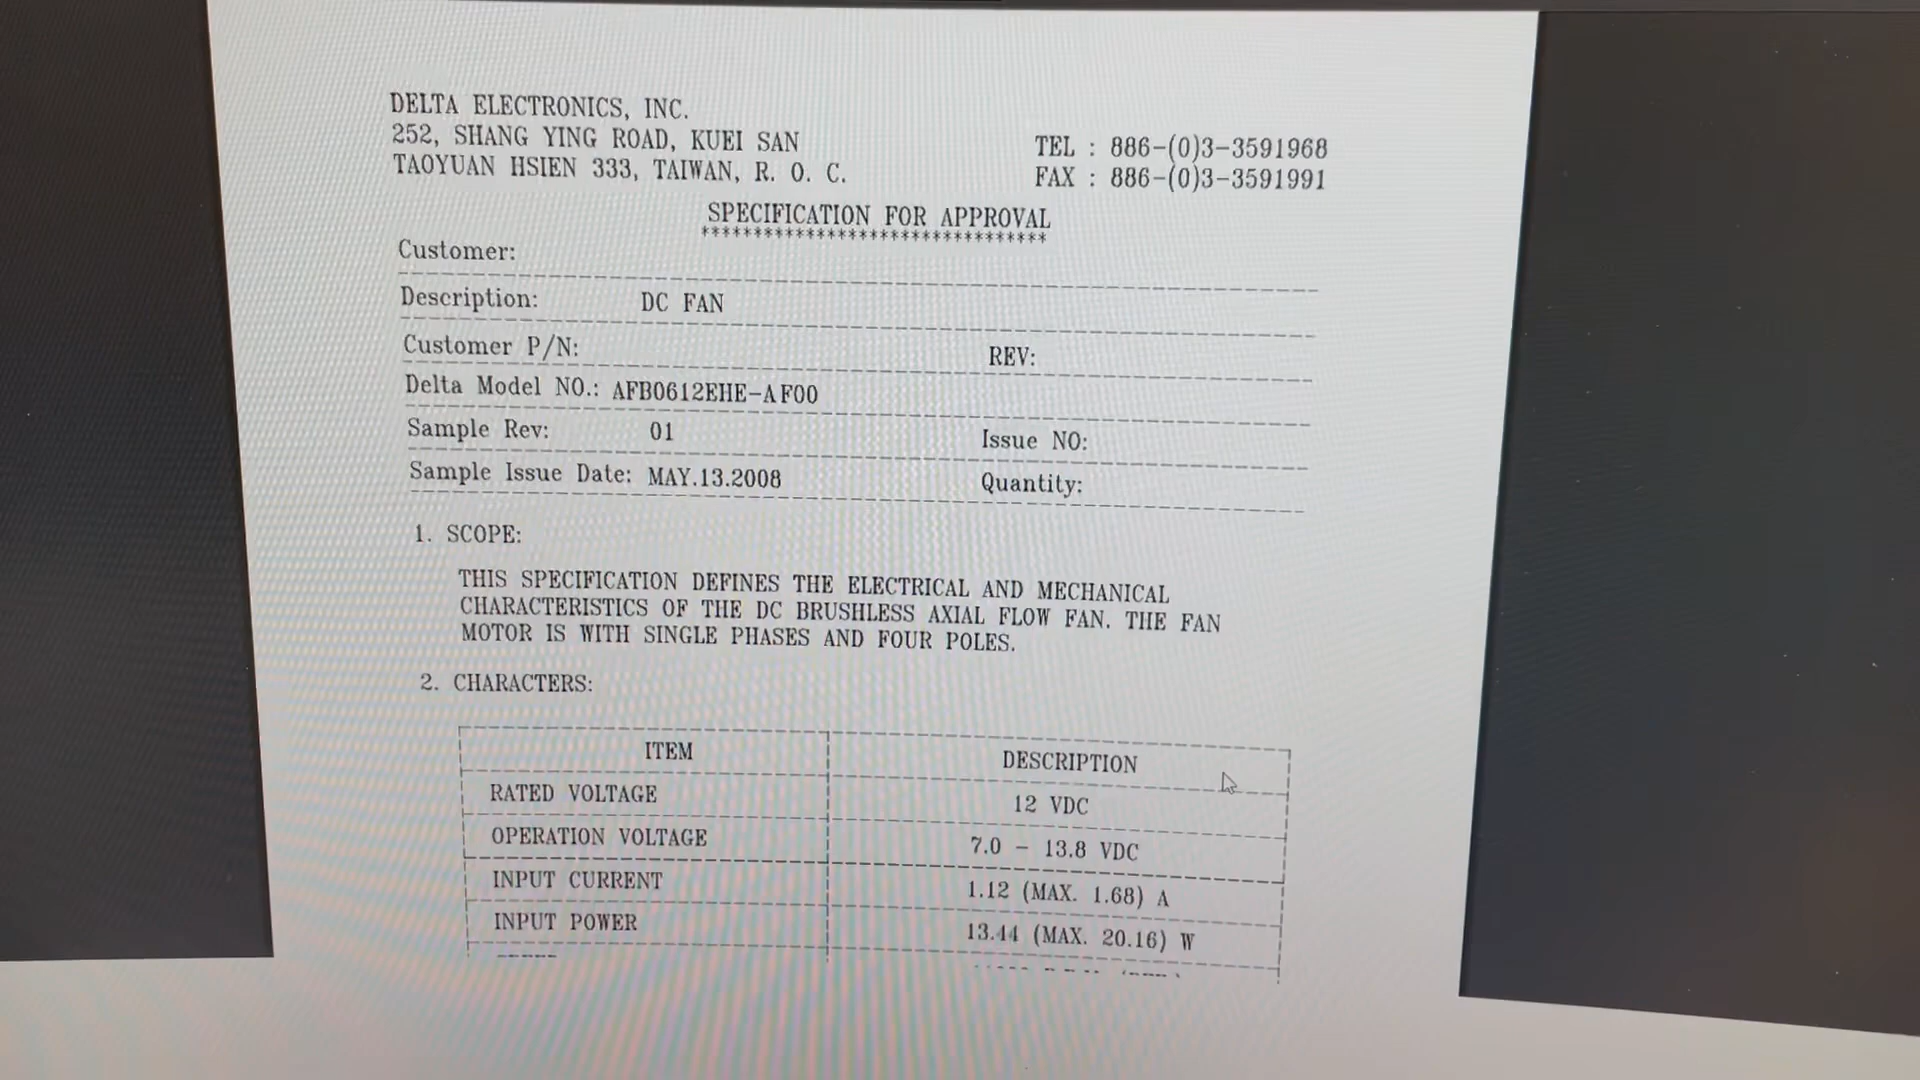 DELTA ELECTRONICS, INC.
252, SHANG YING ROAD, KUEI SAN
TAOYUAN HSIEN 333, TAIWAN, R. O. C.
TEL : 886-(0)3-3591968
FAX : 886-(0)3-3591991
SPECIFICATION FOR APPROVAL
*******************************
Customer:
Description: DC FAN
Customer P/N: REV:
Delta Model NO.: AFB0612EHE-AF00
Sample Rev: 01 Issue NO:
Sample Issue Date: MAY.13.2008 Quantity:
1. SCOPE:
THIS SPECIFICATION DEFINES THE ELECTRICAL AND MECHANICAL
CHARACTERISTICS OF THE DC BRUSHLESS AXIAL FLOW FAN. THE FAN
MOTOR IS WITH SINGLE PHASES AND FOUR POLES.
2. CHARACTERS:
ITEM DESCRIPTION
RATED VOLTAGE 12 VDC
OPERATION VOLTAGE 7.0 - 13.8 VDC
INPUT CURRENT 1.12 (MAX. 1.68) A
INPUT POWER 13.44 (MAX. 20.16) W